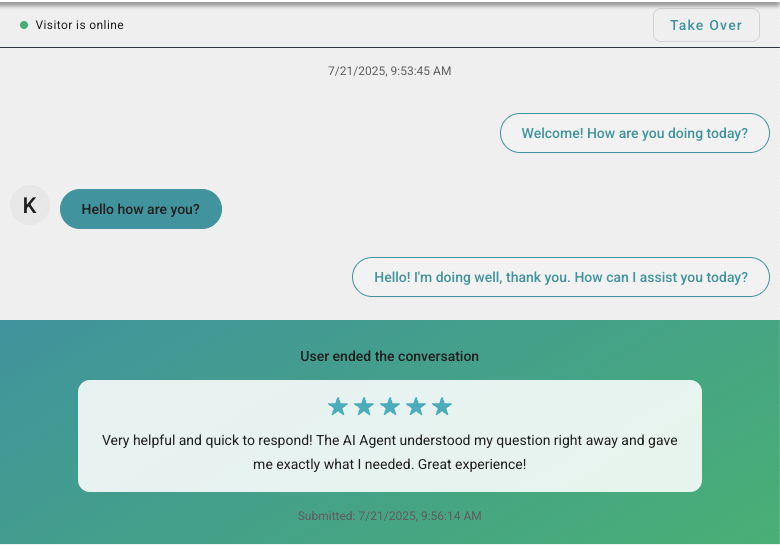 Visitor is online
Take Over
7/21/2025, 9:53:45 AM
Welcome! How are you doing today?
K
Hello how are you?
Hello! I'm doing well, thank you. How can I assist you today?
User ended the conversation
Very helpful and quick to respond! The AI Agent understood my question right away and gave
me exactly what I needed. Great experience!
Submitted: 7/21/2025, 9:56:14 AM